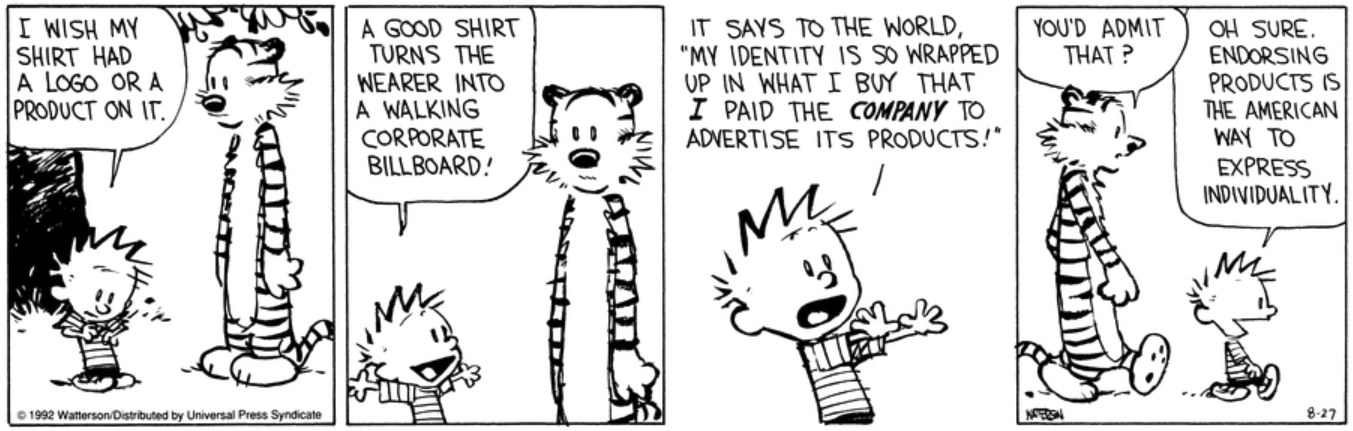 I WISH MY
SHIRT HAD
A LOGO OR A
PRODUCT ON IT.
© 1992 Watterson/Distributed by Universal Press Syndicate
A GOOD SHIRT
TURNS THE
WEARER INTO
A WALKING
CORPORATE
BILLBOARD!
IT SAYS TO THE WORLD,
"MY IDENTITY IS SO WRAPPED
UP IN WHAT I BUY THAT
I PAID THE COMPANY TO
ADVERTISE ITS PRODUCTS!"
YOU'D ADMIT
THAT?
OH SURE.
ENDORSING
PRODUCTS IS
THE AMERICAN
WAY TO
EXPRESS
INDIVIDUALITY.
WATTERSON
8-27